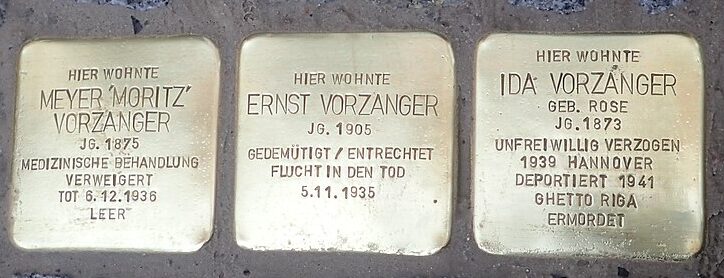 HIER WOHNTE
MEYER 'MORITZ'
VORZANGER
JG. 1875
MEDIZINISCHE BEHANDLUNG
VERWEIGERT
TOT 6.12.1936
LEER
HIER WOHNTE
ERNST VORZANGER
JG. 1905
GEDEMÜTIGT / ENTRECHTET
FLUCHT IN DEN TOD
5.11.1935
HIER WOHNTE
IDA VORZANGER
GEB. ROSE
JG. 1873
UNFREIWILLIG VERZOGEN
1939 HANNOVER
DEPORTIERT 1941
GHETTO RIGA
ERMORDET